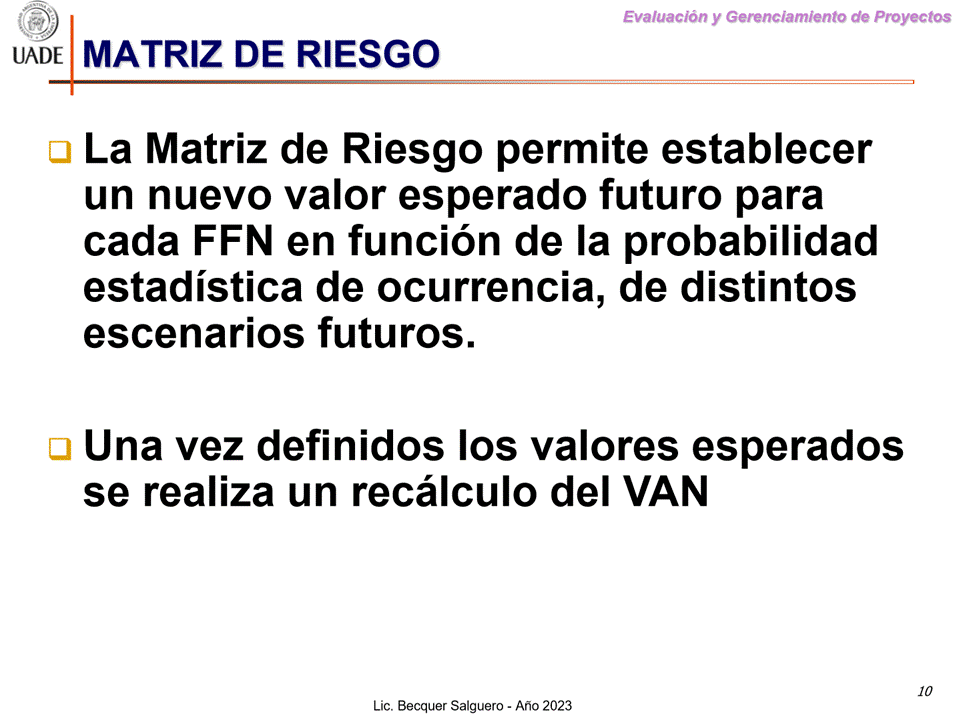 Evaluación y Gerenciamiento de Proyectos
UADE
MATRIZ DE RIESGO
La Matriz de Riesgo permite establecer
un nuevo valor esperado futuro para
cada FFN en función de la probabilidad
estadística de ocurrencia, de distintos
escenarios futuros.
Una vez definidos los valores esperados
se realiza un recálculo del VAN
10
Lic. Becquer Salguero - Año 2023